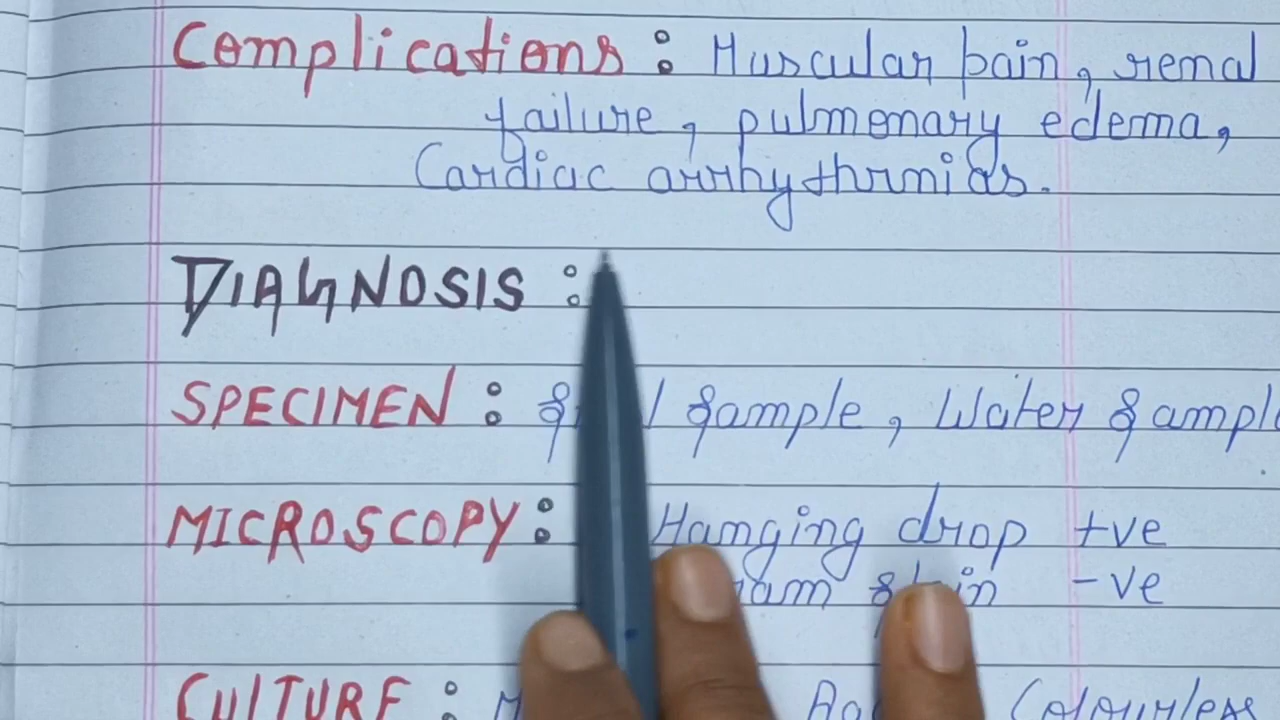 Complications : Muscular pain, renal
failure, pulmonary edema,
Cardiac arrhythmias.
DIAGNOSIS :
SPECIMEN : Sample, Water Sample
MICROSCOPY : Hanging drop +ve
stain -ve
CULTURE : Colourless